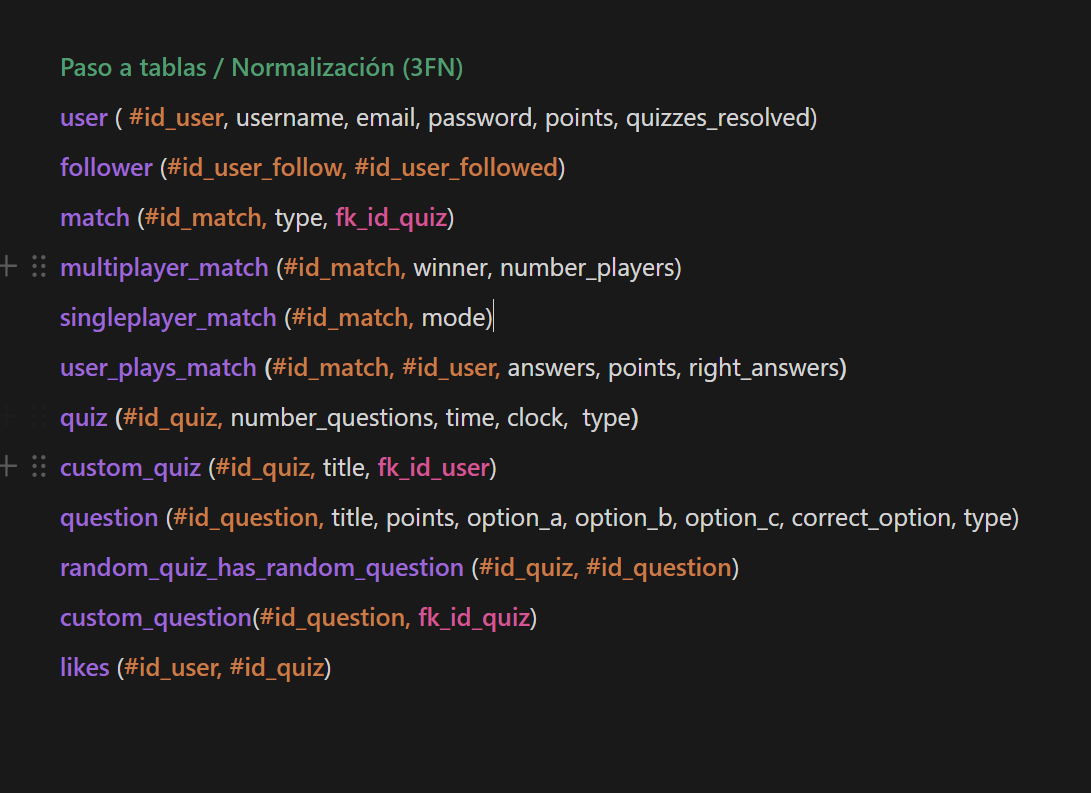 Paso a tablas / Normalización (3FN)
user ( #id_user, username, email, password, points, quizzes_resolved)
follower (#id_user_follow, #id_user_followed)
match (#id_match, type, fk_id_quiz)
multiplayer_match (#id_match, winner, number_players)
singleplayer_match (#id_match, mode)
user_plays_match (#id_match, #id_user, answers, points, right_answers)
quiz (#id_quiz, number_questions, time, clock,  type)
custom_quiz (#id_quiz, title, fk_id_user)
question (#id_question, title, points, option_a, option_b, option_c, correct_option, type)
random_quiz_has_random_question (#id_quiz, #id_question)
custom_question(#id_question, fk_id_quiz)
likes (#id_user, #id_quiz)